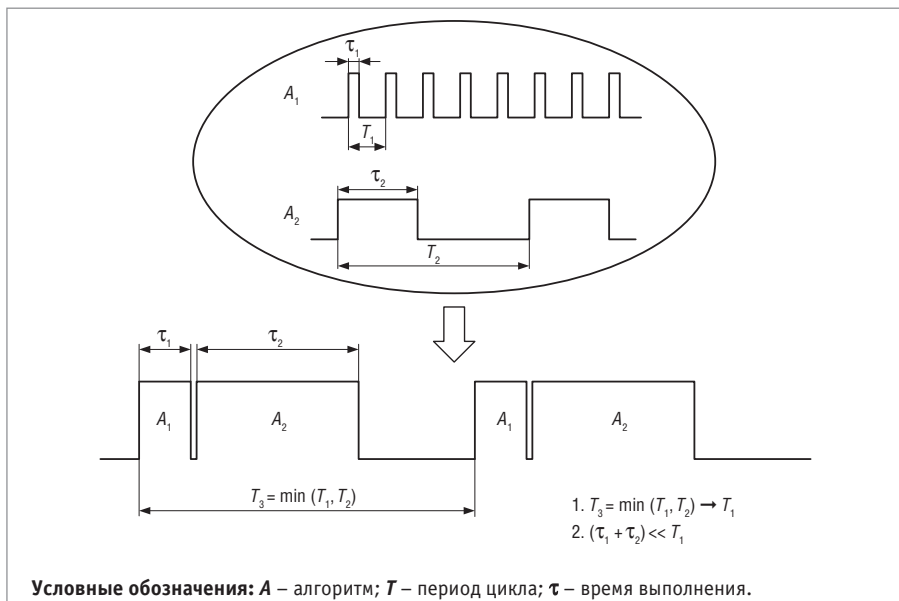 τ₁
A₁
T₁
τ₂
A₂
T₂
τ₁ τ₂
A₁ A₂ A₁ A₂
T₃ = min (T₁, T₂)
1. T₃ = min (T₁, T₂) → T₁
2. (τ₁ + τ₂) << T₁
Условные обозначения: A – алгоритм; T – период цикла; τ – время выполнения.